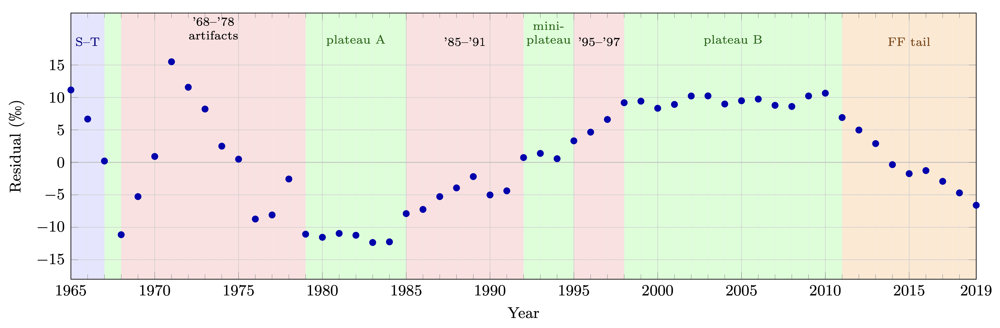 ’68–’78
artifacts
mini-
plateau
S–T
plateau A
’85–’91
’95–’97
plateau B
FF tail
15
10
5
0
−5
−10
−15
Residual (‰)
1965 1970 1975 1980 1985 1990 1995 2000 2005 2010 2015 2019
Year